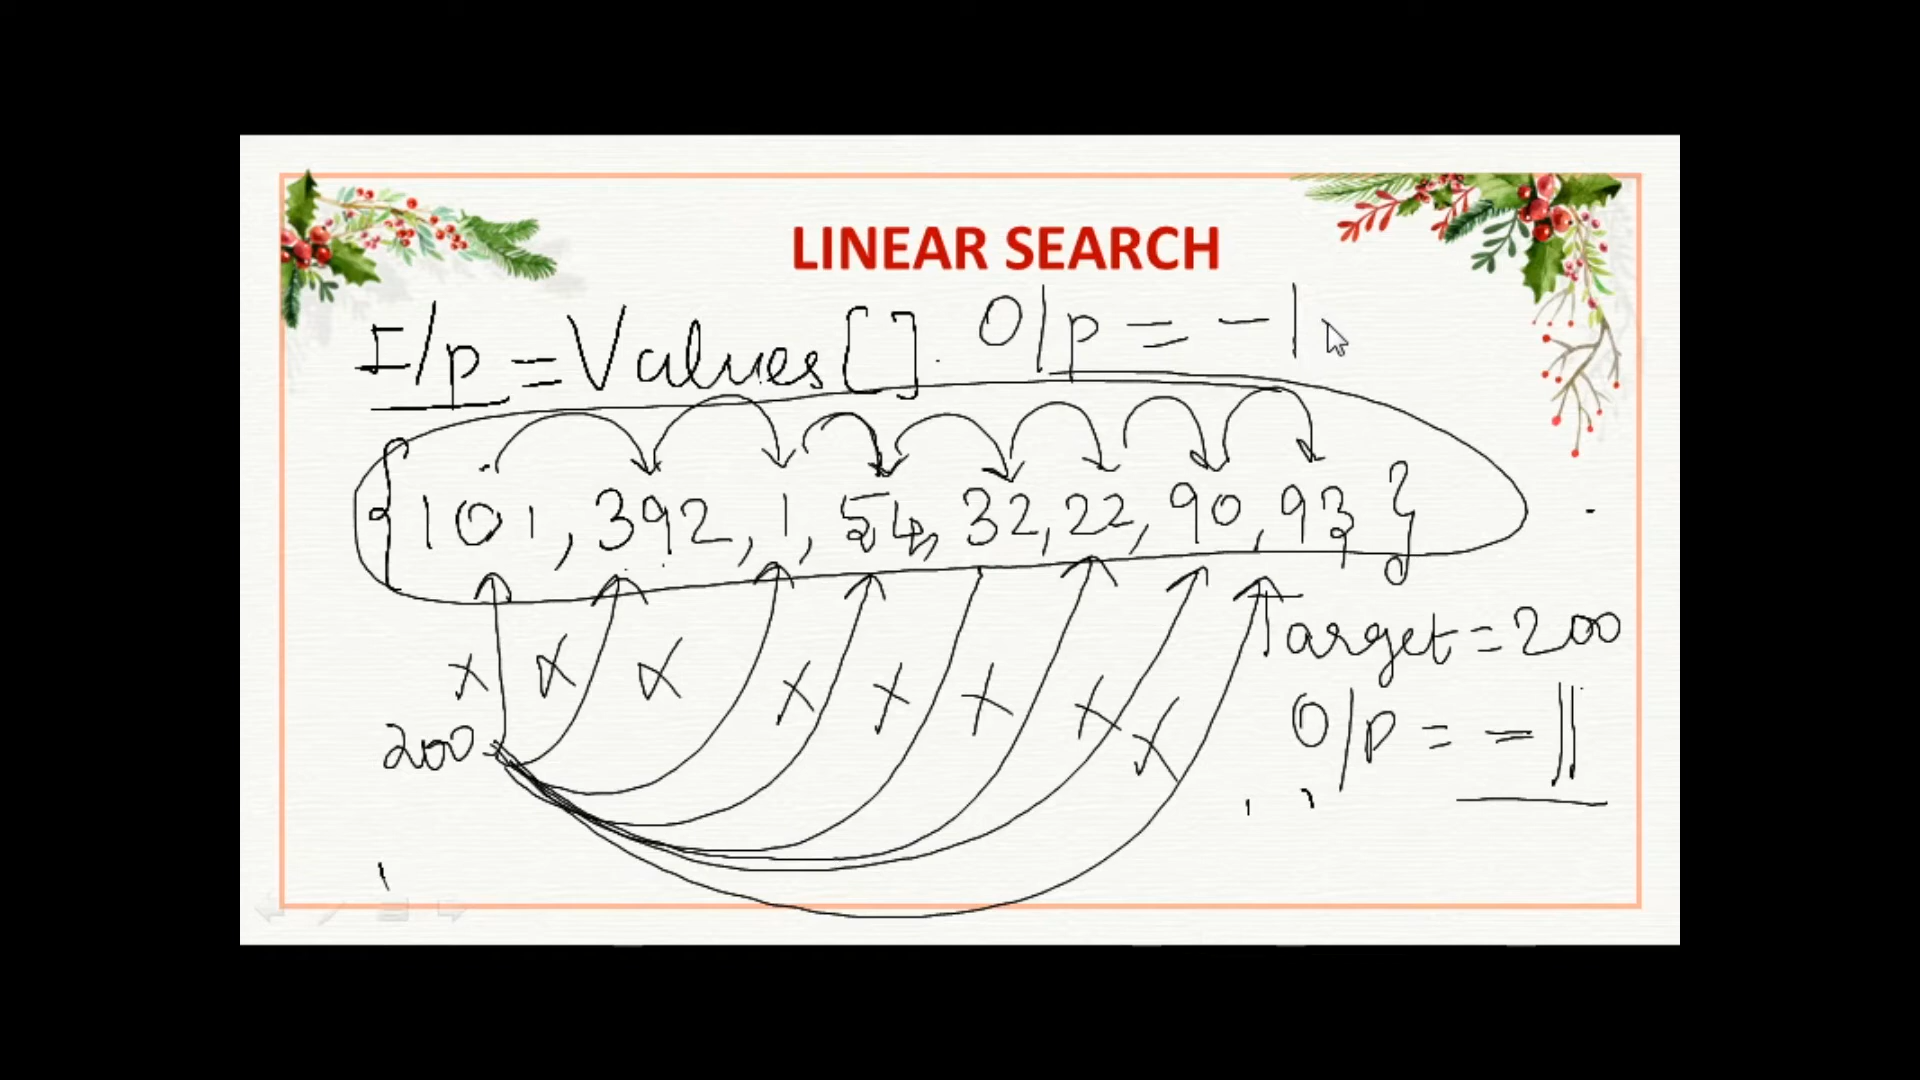 LINEAR SEARCH
I/p = Values [ ]. O/p = -1
{ 101, 392, 1, 54, 32, 22, 90, 93 }
Target = 200
x x x x x x x x
200
O/p = -1